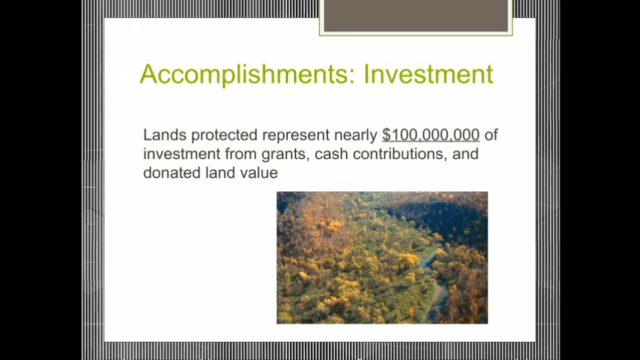 Accomplishments: Investment
Lands protected represent nearly $100,000,000 of
investment from grants, cash contributions, and
donated land value